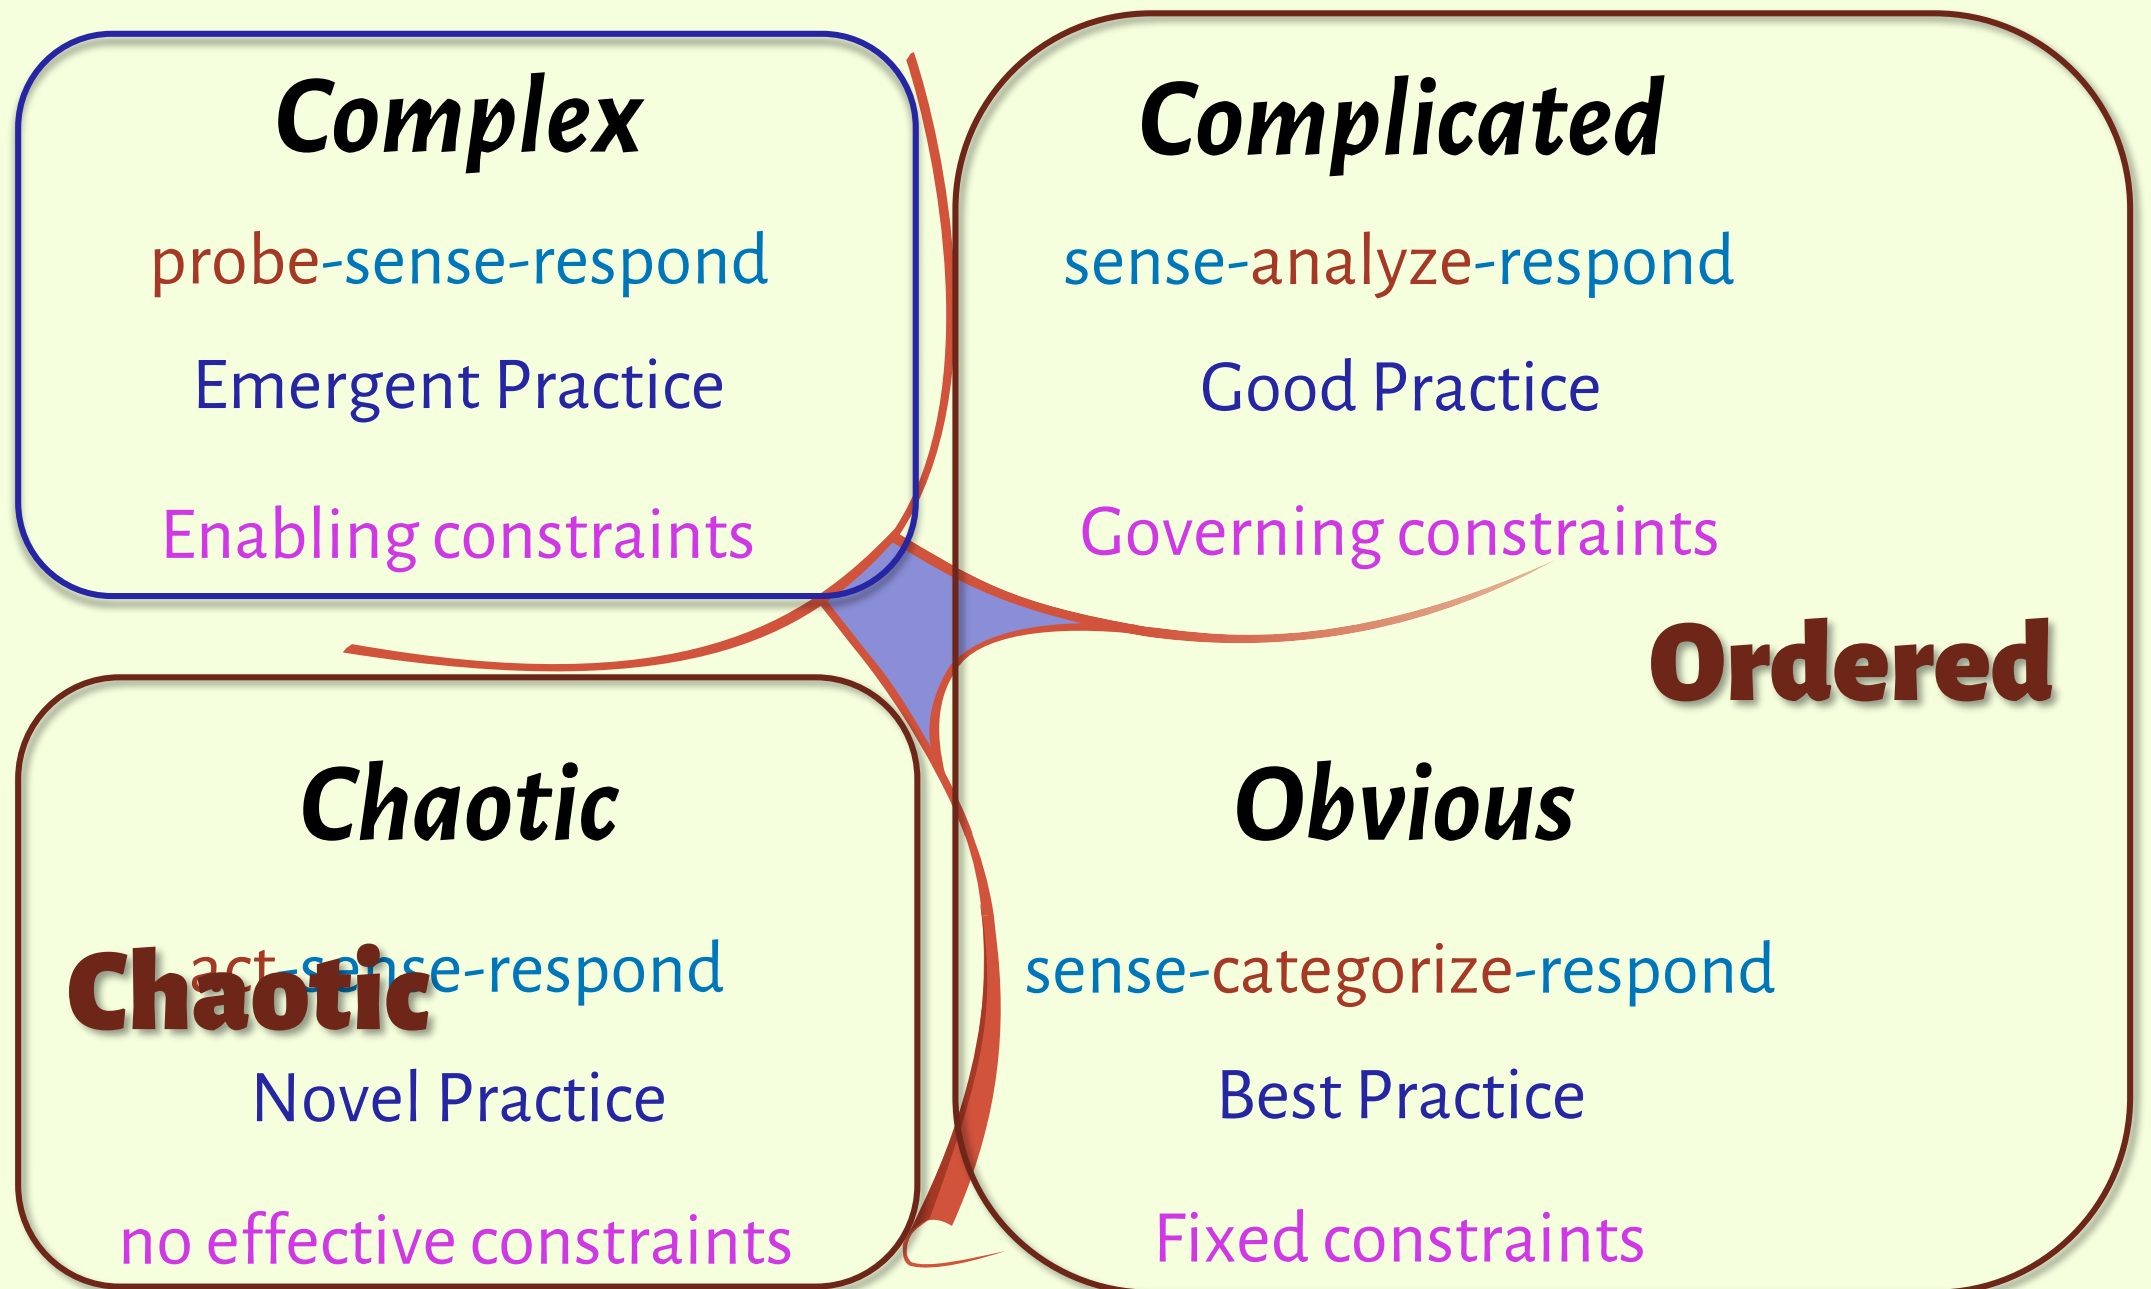 Complex
probe-sense-respond
Emergent Practice
Enabling constraints
Complicated
sense-analyze-respond
Good Practice
Governing constraints
Ordered
Chaotic
act-sense-respond
Chaotic
Novel Practice
no effective constraints
Obvious
sense-categorize-respond
Best Practice
Fixed constraints